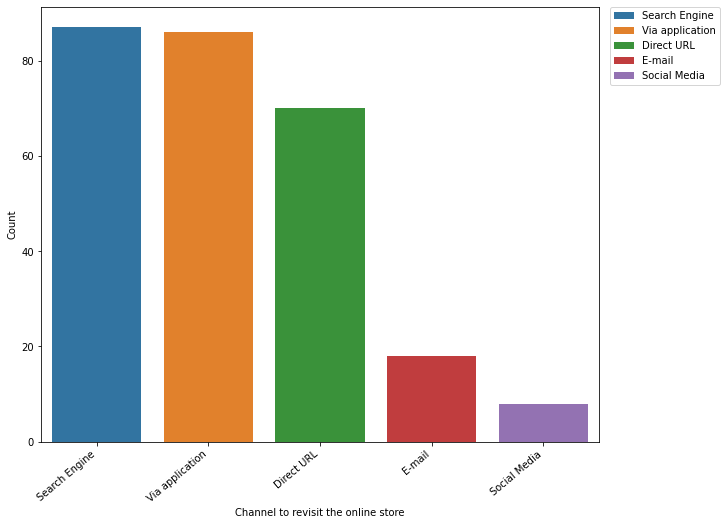 Search Engine
Via application
Direct URL
E-mail
Social Media
80
60
40
20
0
Count
Search Engine
Via application
Direct URL
E-mail
Social Media
Channel to revisit the online store